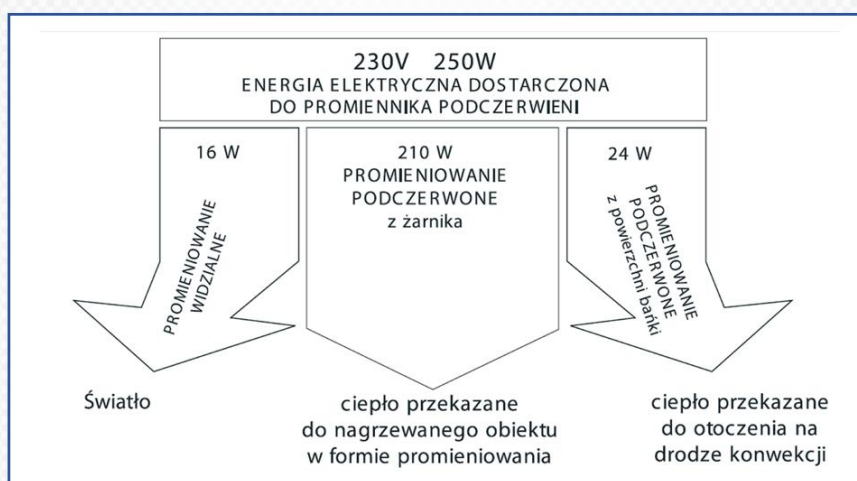 230V 250W
ENERGIA ELEKTRYCZNA DOSTARCZONA
DO PROMIENNIKA PODCZERWIENI
16 W
PROMIENIOWANIE
WIDZIALNE
210 W
PROMIENIOWANIE
PODCZERWONE
z żarnika
24 W
PROMIENIOWANIE
PODCZERWONE
z powierzchni bańki
Światło
ciepło przekazane
do nagrzewanego obiektu
w formie promieniowania
ciepło przekazane
do otoczenia na
drodze konwekcji